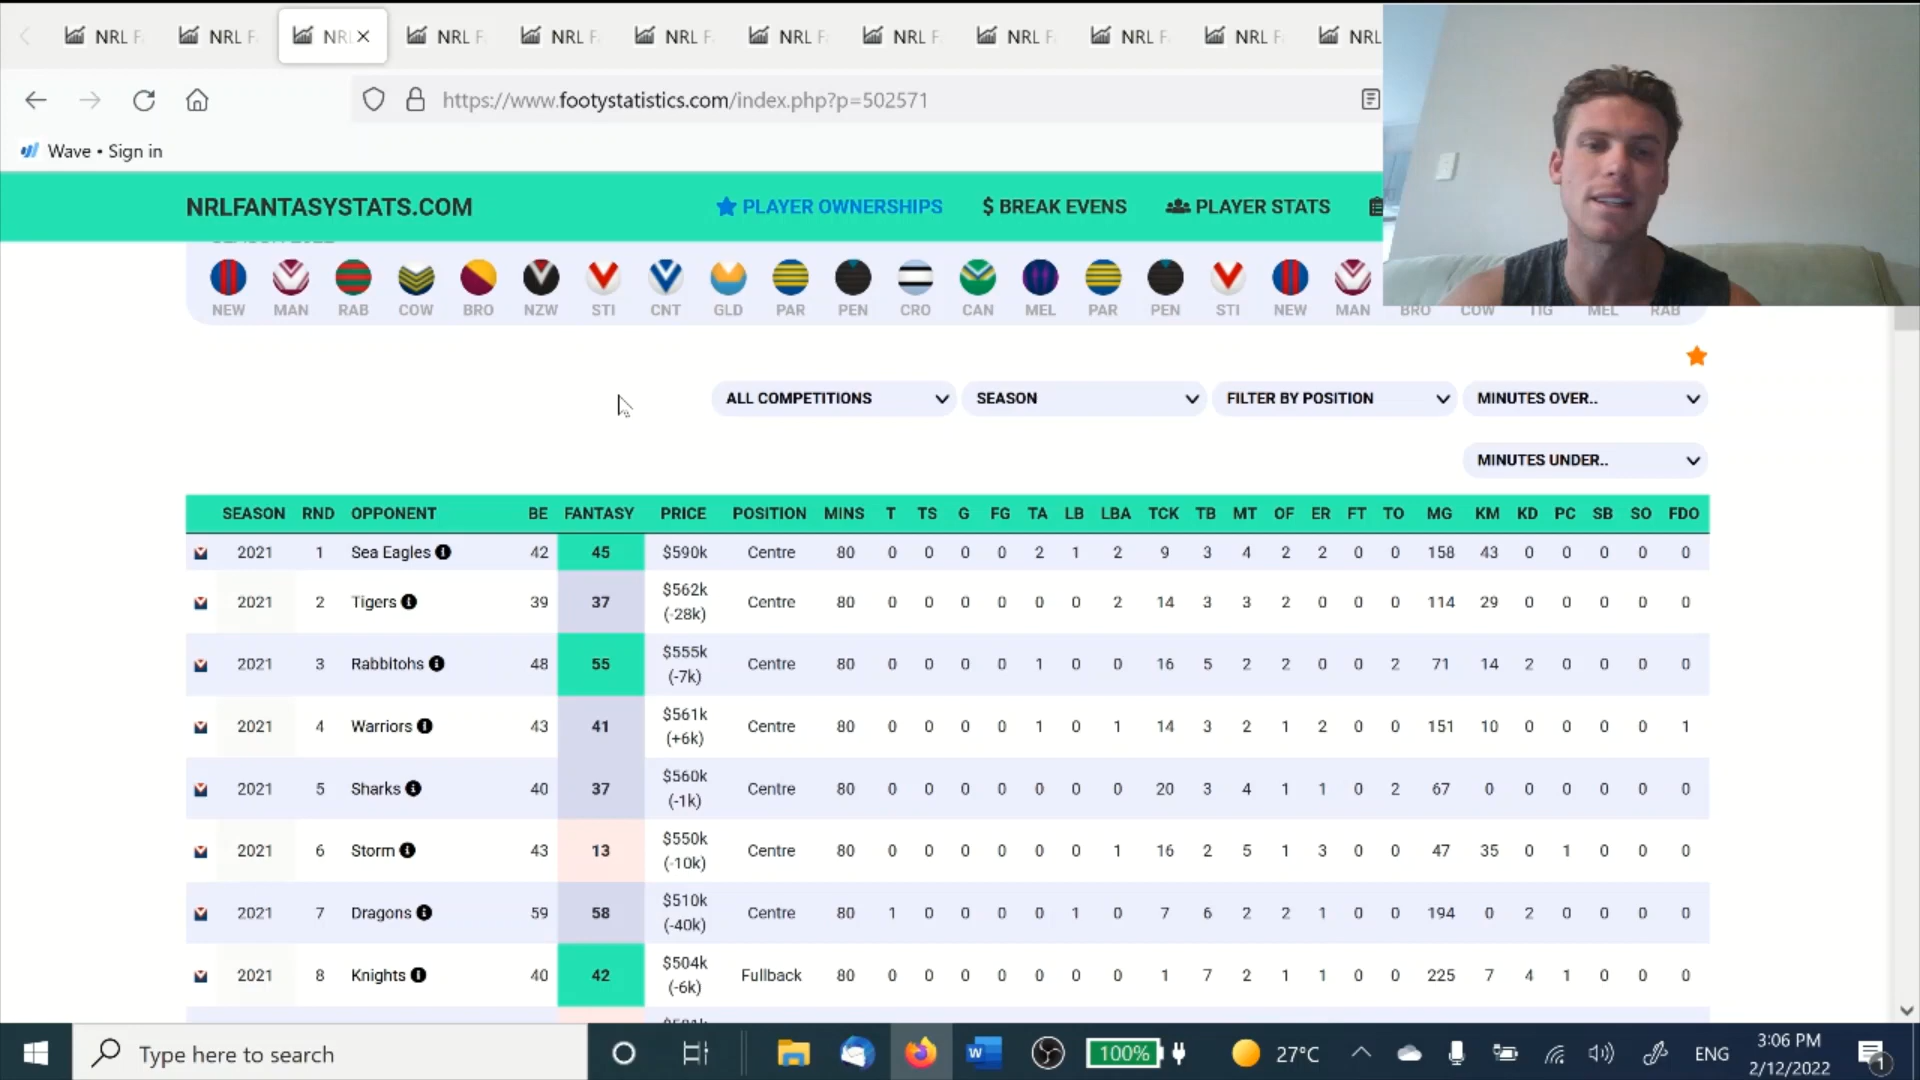 NRL F
NRL F
NRL
NRL F
NRL F
NRL F
NRL F
NRL F
NRL F
NRL F
NRL F
NRL
https://www.footystatistics.com/index.php?p=502571
Wave • Sign in
NRLFANTASYSTATS.COM
PLAYER OWNERSHIPS
$ BREAK EVENS
PLAYER STATS
NEW MAN RAB COW BRO NZW STI CNT GLD PAR PEN CRO CAN MEL PAR PEN STI NEW MAN BRO COW TIG MEL RAB
ALL COMPETITIONS SEASON FILTER BY POSITION MINUTES OVER..
MINUTES UNDER..
SEASON RND OPPONENT BE FANTASY PRICE POSITION MINS T TS G FG TA LB LBA TCK TB MT OF ER FT TO MG KM KD PC SB SO FDO
2021 1 Sea Eagles 42 45 $590k Centre 80 0 0 0 0 2 1 2 9 3 4 2 2 0 0 158 43 0 0 0 0 0
2021 2 Tigers 39 37 $562k (-28k) Centre 80 0 0 0 0 0 0 2 14 3 3 2 0 0 0 114 29 0 0 0 0 0
2021 3 Rabbitohs 48 55 $555k (-7k) Centre 80 0 0 0 0 1 0 0 16 5 2 2 0 0 2 71 14 2 0 0 0 0
2021 4 Warriors 43 41 $561k (+6k) Centre 80 0 0 0 0 1 0 1 14 3 2 1 2 0 0 151 10 0 0 0 0 1
2021 5 Sharks 40 37 $560k (-1k) Centre 80 0 0 0 0 0 0 0 20 3 4 1 1 0 2 67 0 0 0 0 0 0
2021 6 Storm 43 13 $550k (-10k) Centre 80 0 0 0 0 0 0 1 16 2 5 1 3 0 0 47 35 0 1 0 0 0
2021 7 Dragons 59 58 $510k (-40k) Centre 80 1 0 0 0 0 1 0 7 6 2 2 1 0 0 194 0 2 0 0 0 0
2021 8 Knights 40 42 $504k (-6k) Fullback 80 0 0 0 0 0 0 0 1 7 2 1 1 0 0 225 7 4 1 0 0 0
Type here to search
100%
27°C
ENG
3:06 PM
2/12/2022
1